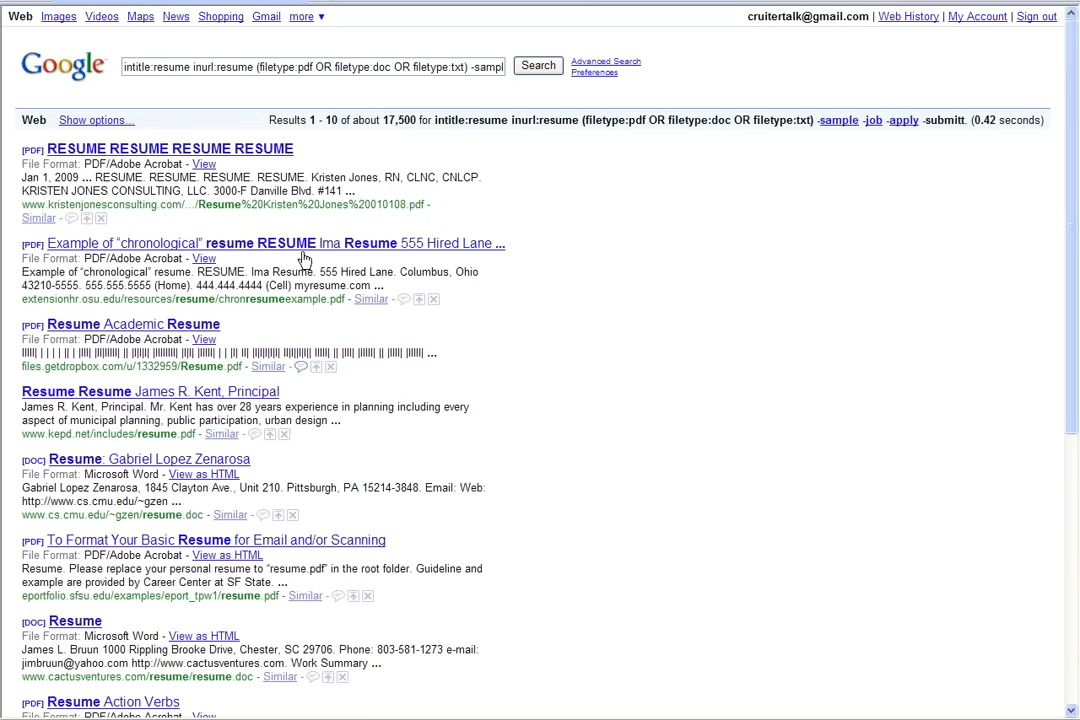 Web Images Videos Maps News Shopping Gmail more ▼ cruitertalk@gmail.com | Web History | My Account | Sign out
Google intitle:resume inurl:resume (filetype:pdf OR filetype:doc OR filetype:txt) -sampl Search Advanced Search
Preferences
Web Show options... Results 1 - 10 of about 17,500 for intitle:resume inurl:resume (filetype:pdf OR filetype:doc OR filetype:txt) -sample -job -apply -submitt. (0.42 seconds)
[PDF] RESUME RESUME RESUME RESUME
File Format: PDF/Adobe Acrobat - View
Jan 1, 2009 ... RESUME. RESUME. RESUME. RESUME. Kristen Jones, RN, CLNC, CNLCP.
KRISTEN JONES CONSULTING, LLC. 3000-F Danville Blvd. #141 ...
www.kristenjonesconsulting.com/.../Resume%20Kristen%20Jones%20010108.pdf -
Similar -
[PDF] Example of “chronological” resume RESUME Ima Resume 555 Hired Lane ...
File Format: PDF/Adobe Acrobat - View
Example of “chronological” resume. RESUME. Ima Resume. 555 Hired Lane. Columbus, Ohio
43210-5555. 555.555.5555 (Home). 444.444.4444 (Cell) myresume.com ...
extensionhr.osu.edu/resources/resume/chronresumeexample.pdf - Similar -
[PDF] Resume Academic Resume
File Format: PDF/Adobe Acrobat - View
files.getdropbox.com/u/1332959/Resume.pdf - Similar -
Resume Resume James R. Kent, Principal
James R. Kent, Principal. Mr. Kent has over 28 years experience in planning including every
aspect of municipal planning, public participation, urban design ...
www.kepd.net/includes/resume.pdf - Similar -
[DOC] Resume: Gabriel Lopez Zenarosa
File Format: Microsoft Word - View as HTML
Gabriel Lopez Zenarosa, 1845 Clayton Ave., Unit 210. Pittsburgh, PA 15214-3848. Email: Web:
http://www.cs.cmu.edu/~gzen ...
www.cs.cmu.edu/~gzen/resume.doc - Similar -
[PDF] To Format Your Basic Resume for Email and/or Scanning
File Format: PDF/Adobe Acrobat - View as HTML
Resume. Please replace your personal resume to “resume.pdf” in the root folder. Guideline and
example are provided by Career Center at SF State. ...
eportfolio.sfsu.edu/examples/eport_tpw1/resume.pdf - Similar -
[DOC] Resume
File Format: Microsoft Word - View as HTML
James L. Bruun 1000 Rippling Brooke Drive, Chester, SC 29706. Phone: 803-581-1273 e-mail:
jimbruun@yahoo.com http://www.cactusventures.com. Work Summary ...
www.cactusventures.com/resume/resume.doc - Similar -
[PDF] Resume Action Verbs
File Format: PDF/Adobe Acrobat - View